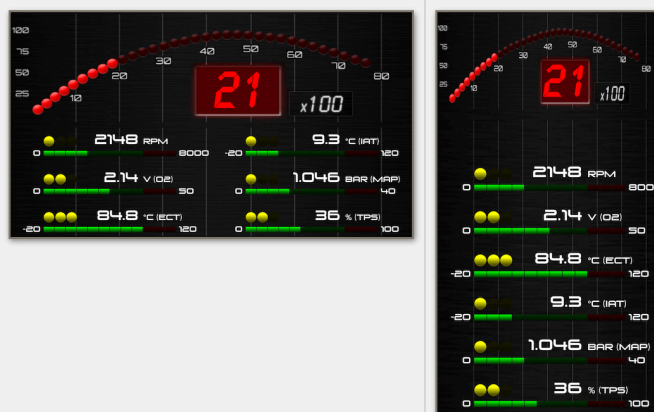 100
75
50
25
10
20
30
40
50
60
70
80
21
x100
2148 RPM
0 8000
9.3 °C (IAT)
-20 120
2.14 V (O2)
0 50
1.046 BAR (MAP)
0 40
84.8 °C (ECT)
-20 120
36 % (TPS)
0 100
100
75
50
25
10
20
30
40
50
60
70
80
21
x100
2148 RPM
0 800
2.14 V (O2)
0 50
84.8 °C (ECT)
-20 120
9.3 °C (IAT)
-20 120
1.046 BAR (MAP)
0 40
36 % (TPS)
0 100